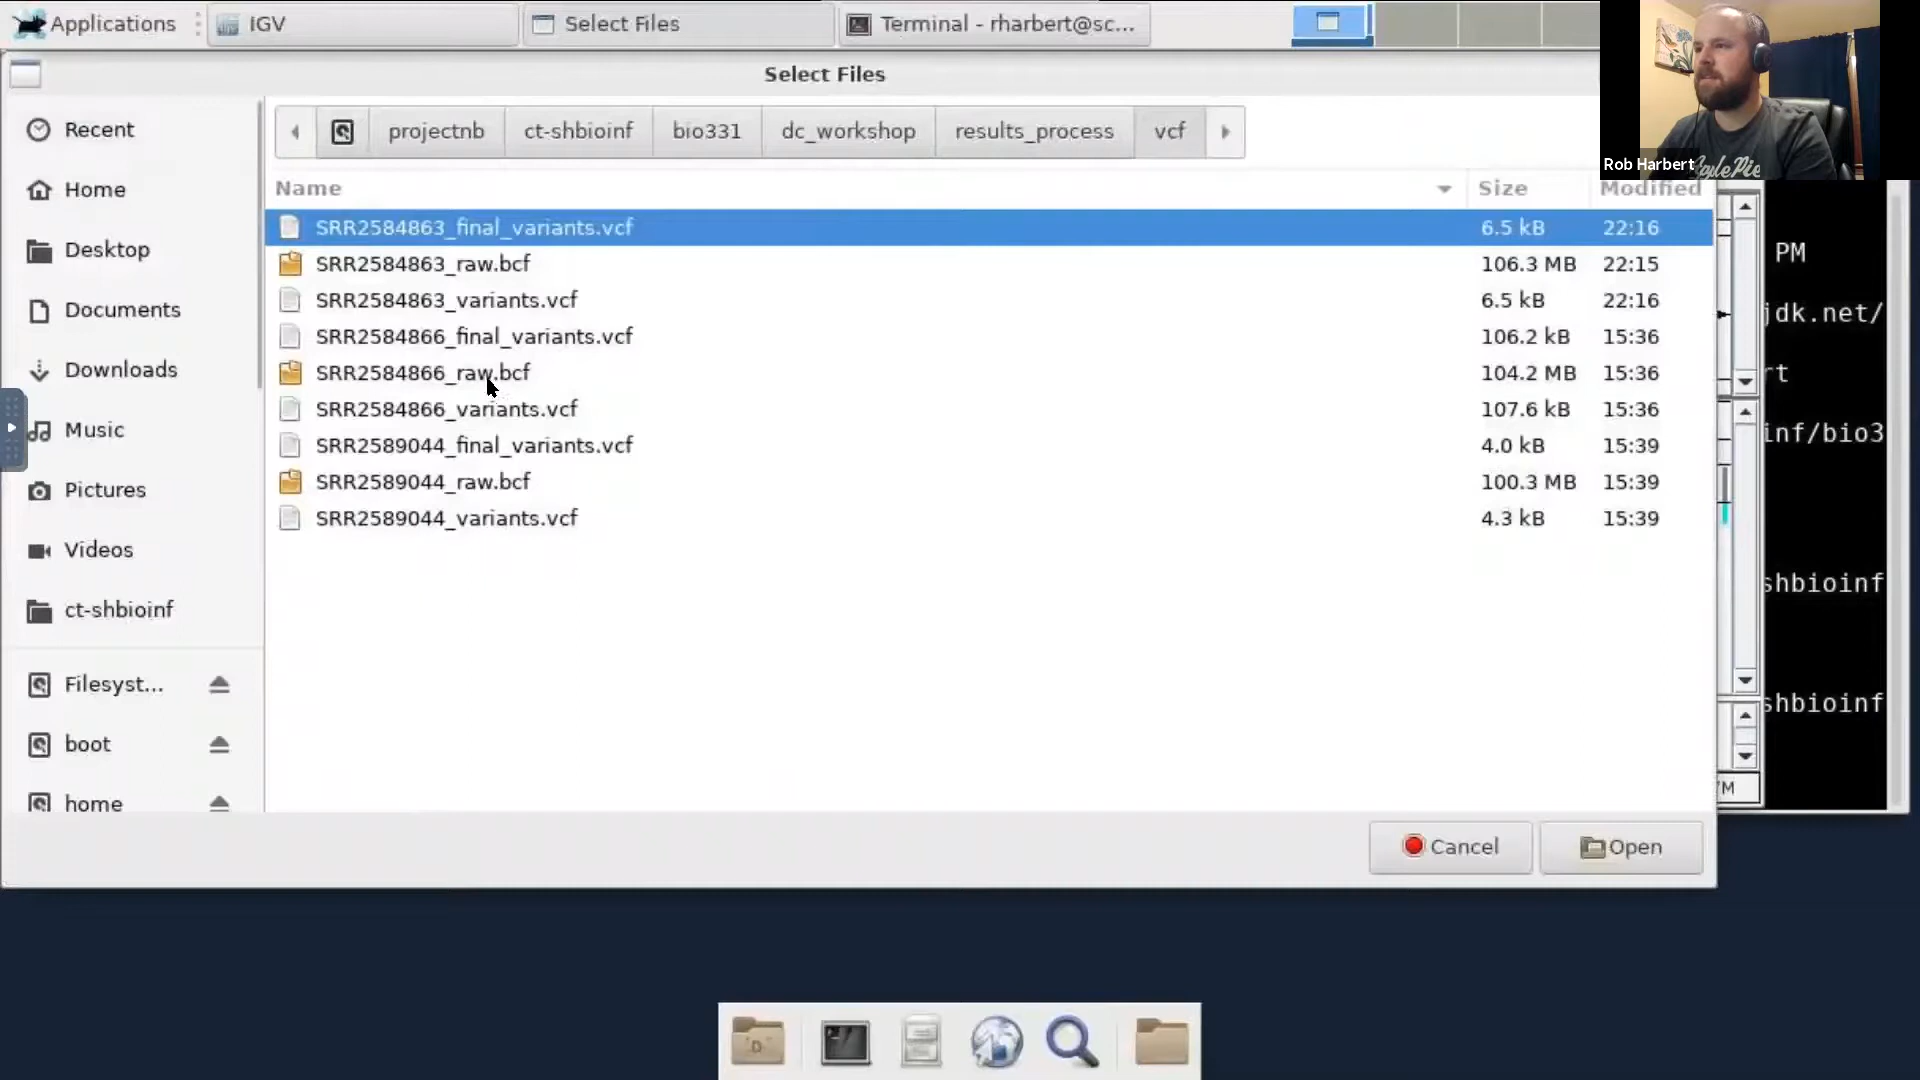 Applications
IGV
Select Files
Terminal - rharbert@sc...
Select Files
Rob Harbert
projectnb
ct-shbioinf
bio331
dc_workshop
results_process
vcf
Name
Size
Modified
Recent
Home
Desktop
Documents
Downloads
Music
Pictures
Videos
ct-shbioinf
Filesyst...
boot
home
SRR2584863_final_variants.vcf 6.5 kB 22:16
SRR2584863_raw.bcf 106.3 MB 22:15
SRR2584863_variants.vcf 6.5 kB 22:16
SRR2584866_final_variants.vcf 106.2 kB 15:36
SRR2584866_raw.bcf 104.2 MB 15:36
SRR2584866_variants.vcf 107.6 kB 15:36
SRR2589044_final_variants.vcf 4.0 kB 15:39
SRR2589044_raw.bcf 100.3 MB 15:39
SRR2589044_variants.vcf 4.3 kB 15:39
PM
jdk.net/
rt
inf/bio3
shbioinf
shbioinf
Cancel
Open